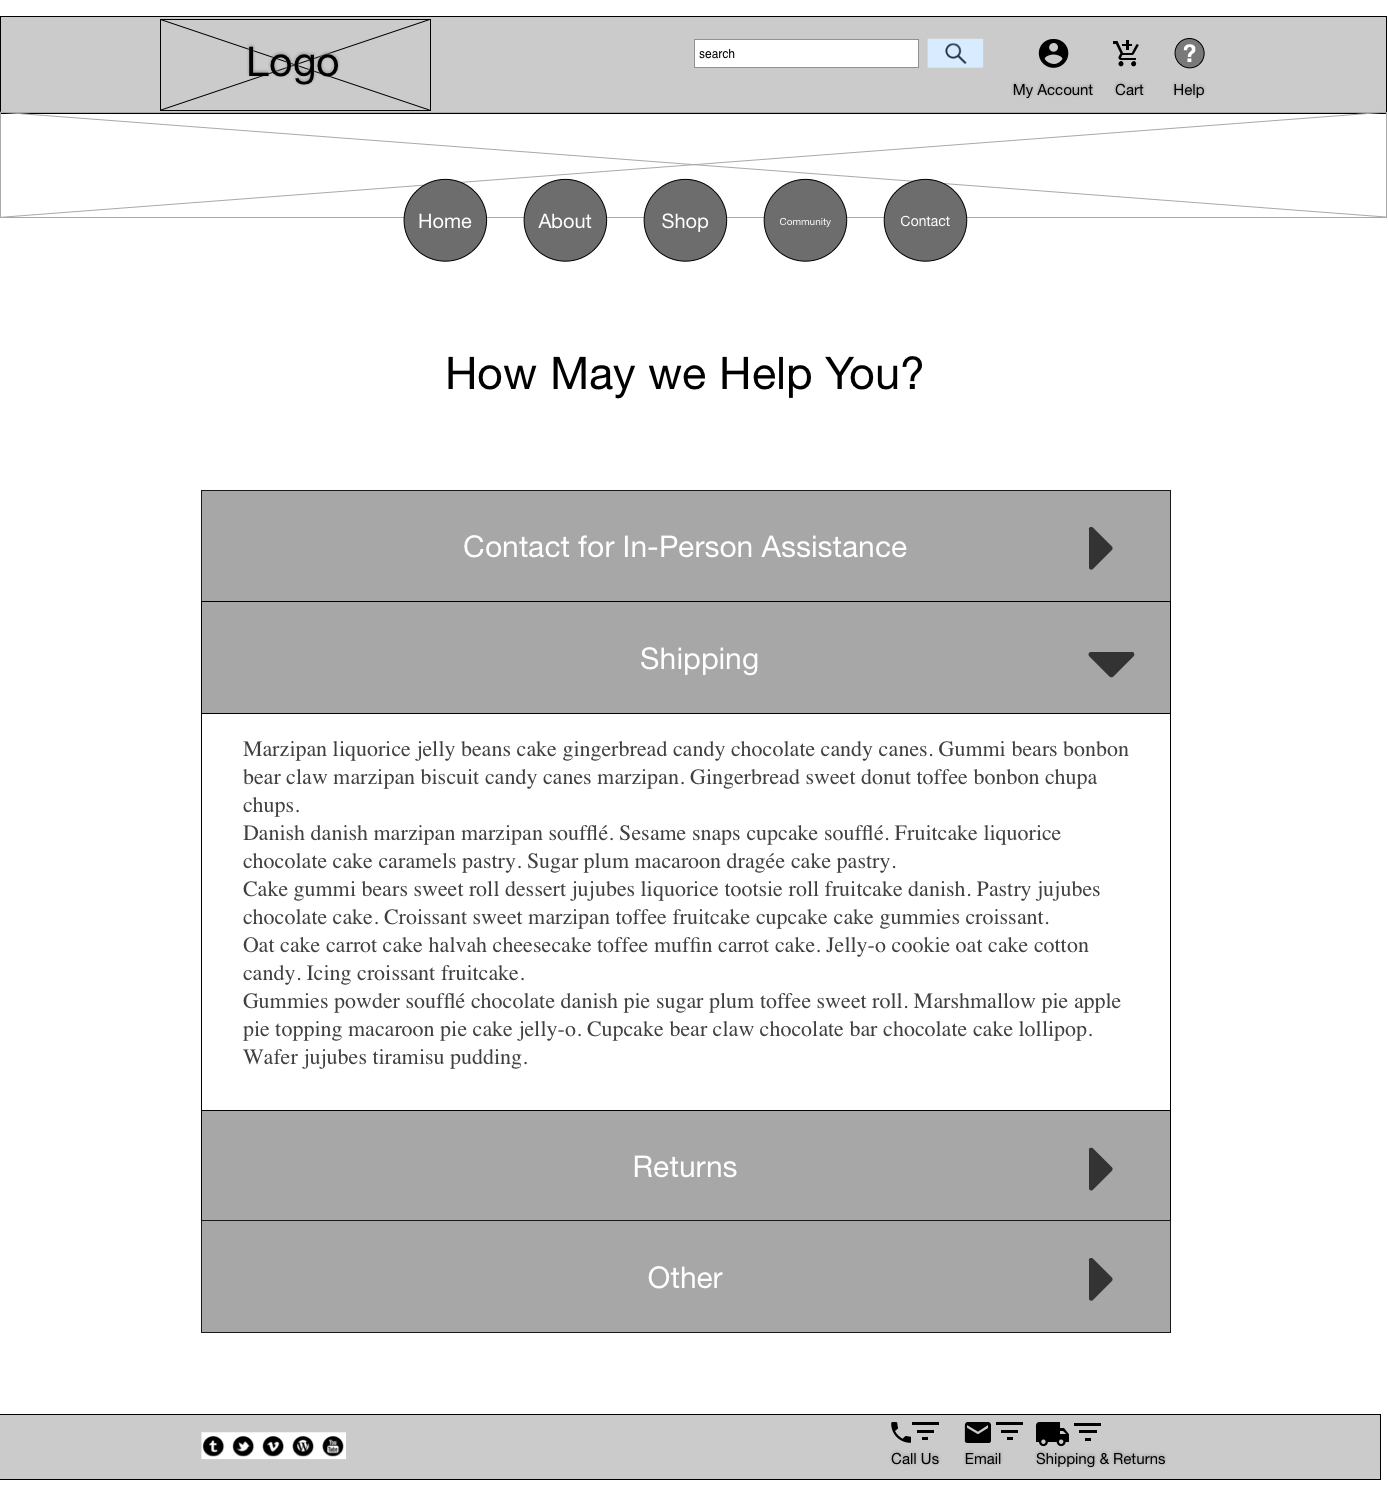 Logo
search
My Account Cart Help
Home About Shop Community Contact
How May we Help You?
Contact for In-Person Assistance
Shipping
Marzipan liquorice jelly beans cake gingerbread candy chocolate candy canes. Gummi bears bonbon
bear claw marzipan biscuit candy canes marzipan. Gingerbread sweet donut toffee bonbon chupa
chups.
Danish danish marzipan marzipan soufflé. Sesame snaps cupcake soufflé. Fruitcake liquorice
chocolate cake caramels pastry. Sugar plum macaroon dragée cake pastry.
Cake gummi bears sweet roll dessert jujubes liquorice tootsie roll fruitcake danish. Pastry jujubes
chocolate cake. Croissant sweet marzipan toffee fruitcake cupcake cake gummies croissant.
Oat cake carrot cake halvah cheesecake toffee muffin carrot cake. Jelly-o cookie oat cake cotton
candy. Icing croissant fruitcake.
Gummies powder soufflé chocolate danish pie sugar plum toffee sweet roll. Marshmallow pie apple
pie topping macaroon pie cake jelly-o. Cupcake bear claw chocolate bar chocolate cake lollipop.
Wafer jujubes tiramisu pudding.
Returns
Other
Call Us Email Shipping & Returns